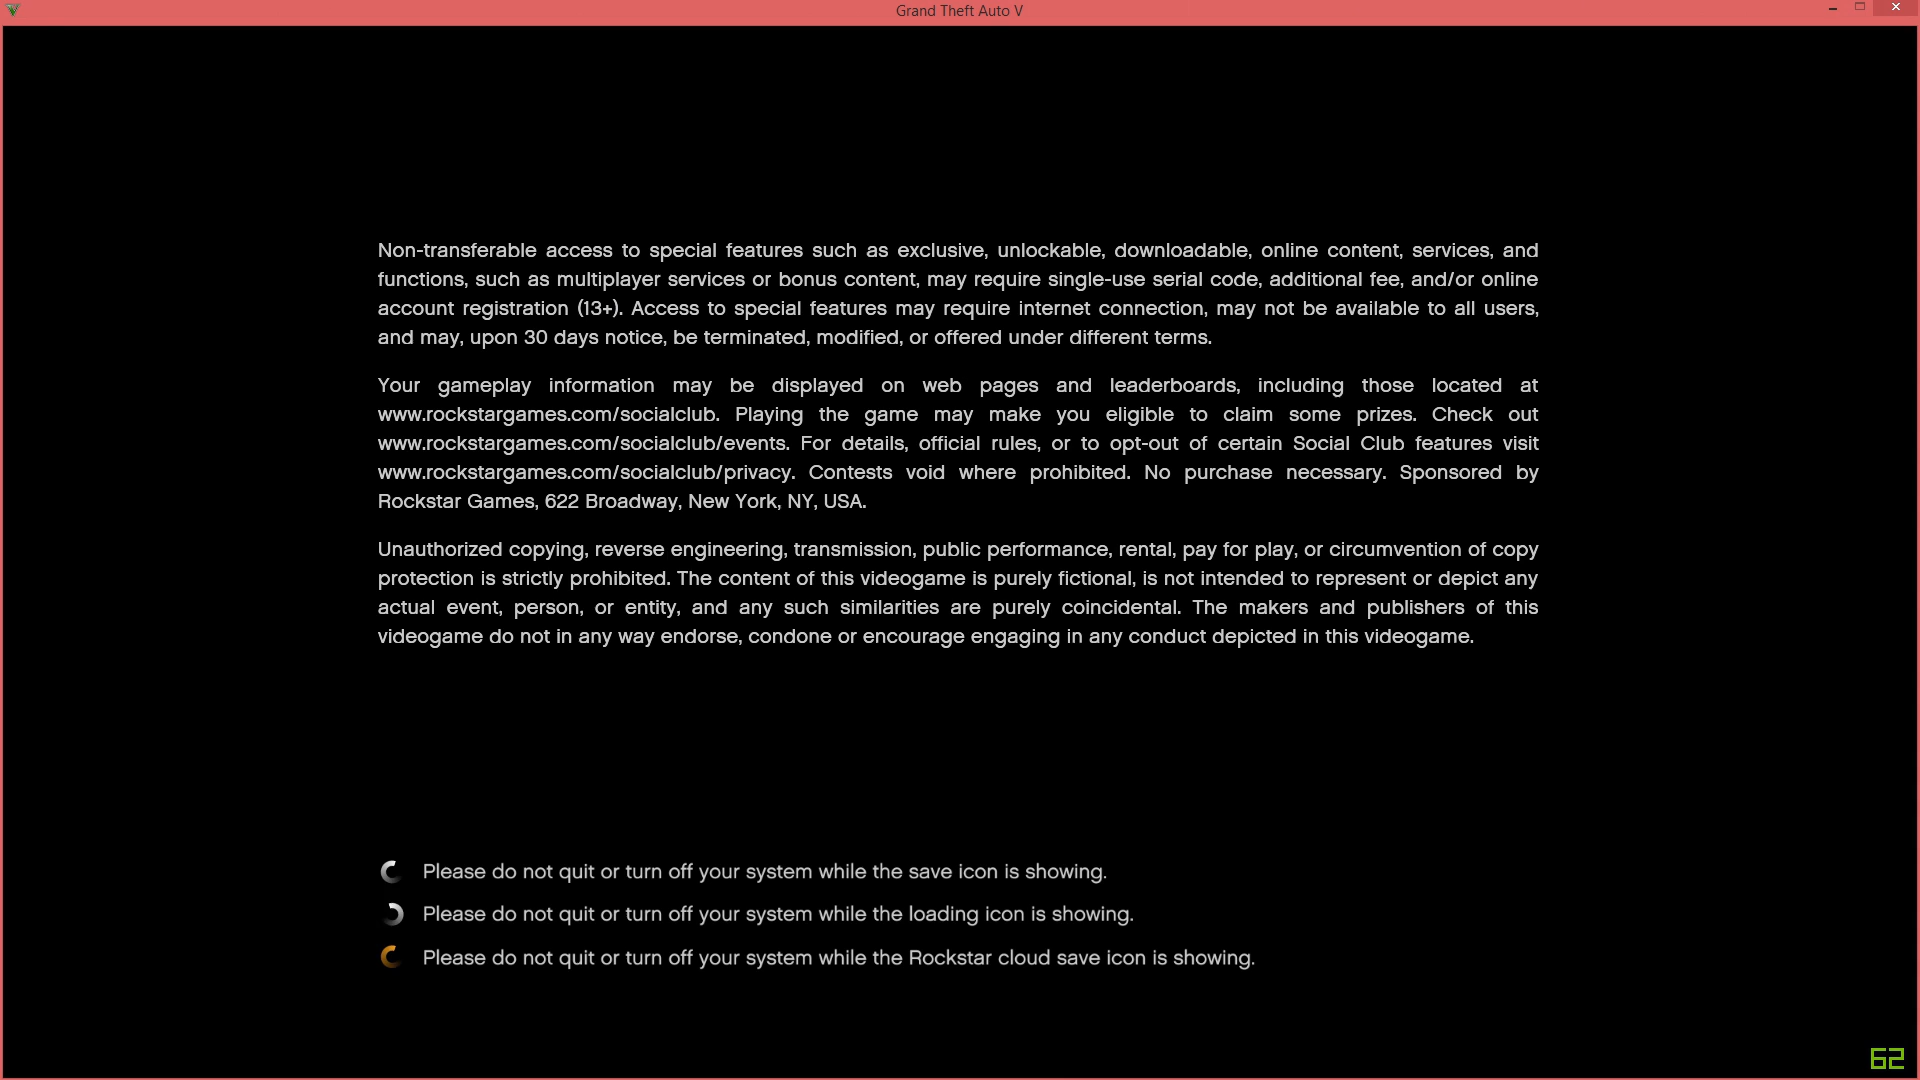 Grand Theft Auto V
Non-transferable access to special features such as exclusive, unlockable, downloadable, online content, services, and
functions, such as multiplayer services or bonus content, may require single-use serial code, additional fee, and/or online
account registration (13+). Access to special features may require internet connection, may not be available to all users,
and may, upon 30 days notice, be terminated, modified, or offered under different terms.
Your gameplay information may be displayed on web pages and leaderboards, including those located at
www.rockstargames.com/socialclub. Playing the game may make you eligible to claim some prizes. Check out
www.rockstargames.com/socialclub/events. For details, official rules, or to opt-out of certain Social Club features visit
www.rockstargames.com/socialclub/privacy. Contests void where prohibited. No purchase necessary. Sponsored by
Rockstar Games, 622 Broadway, New York, NY, USA.
Unauthorized copying, reverse engineering, transmission, public performance, rental, pay for play, or circumvention of copy
protection is strictly prohibited. The content of this videogame is purely fictional, is not intended to represent or depict any
actual event, person, or entity, and any such similarities are purely coincidental. The makers and publishers of this
videogame do not in any way endorse, condone or encourage engaging in any conduct depicted in this videogame.
Please do not quit or turn off your system while the save icon is showing.
Please do not quit or turn off your system while the loading icon is showing.
Please do not quit or turn off your system while the Rockstar cloud save icon is showing.
62